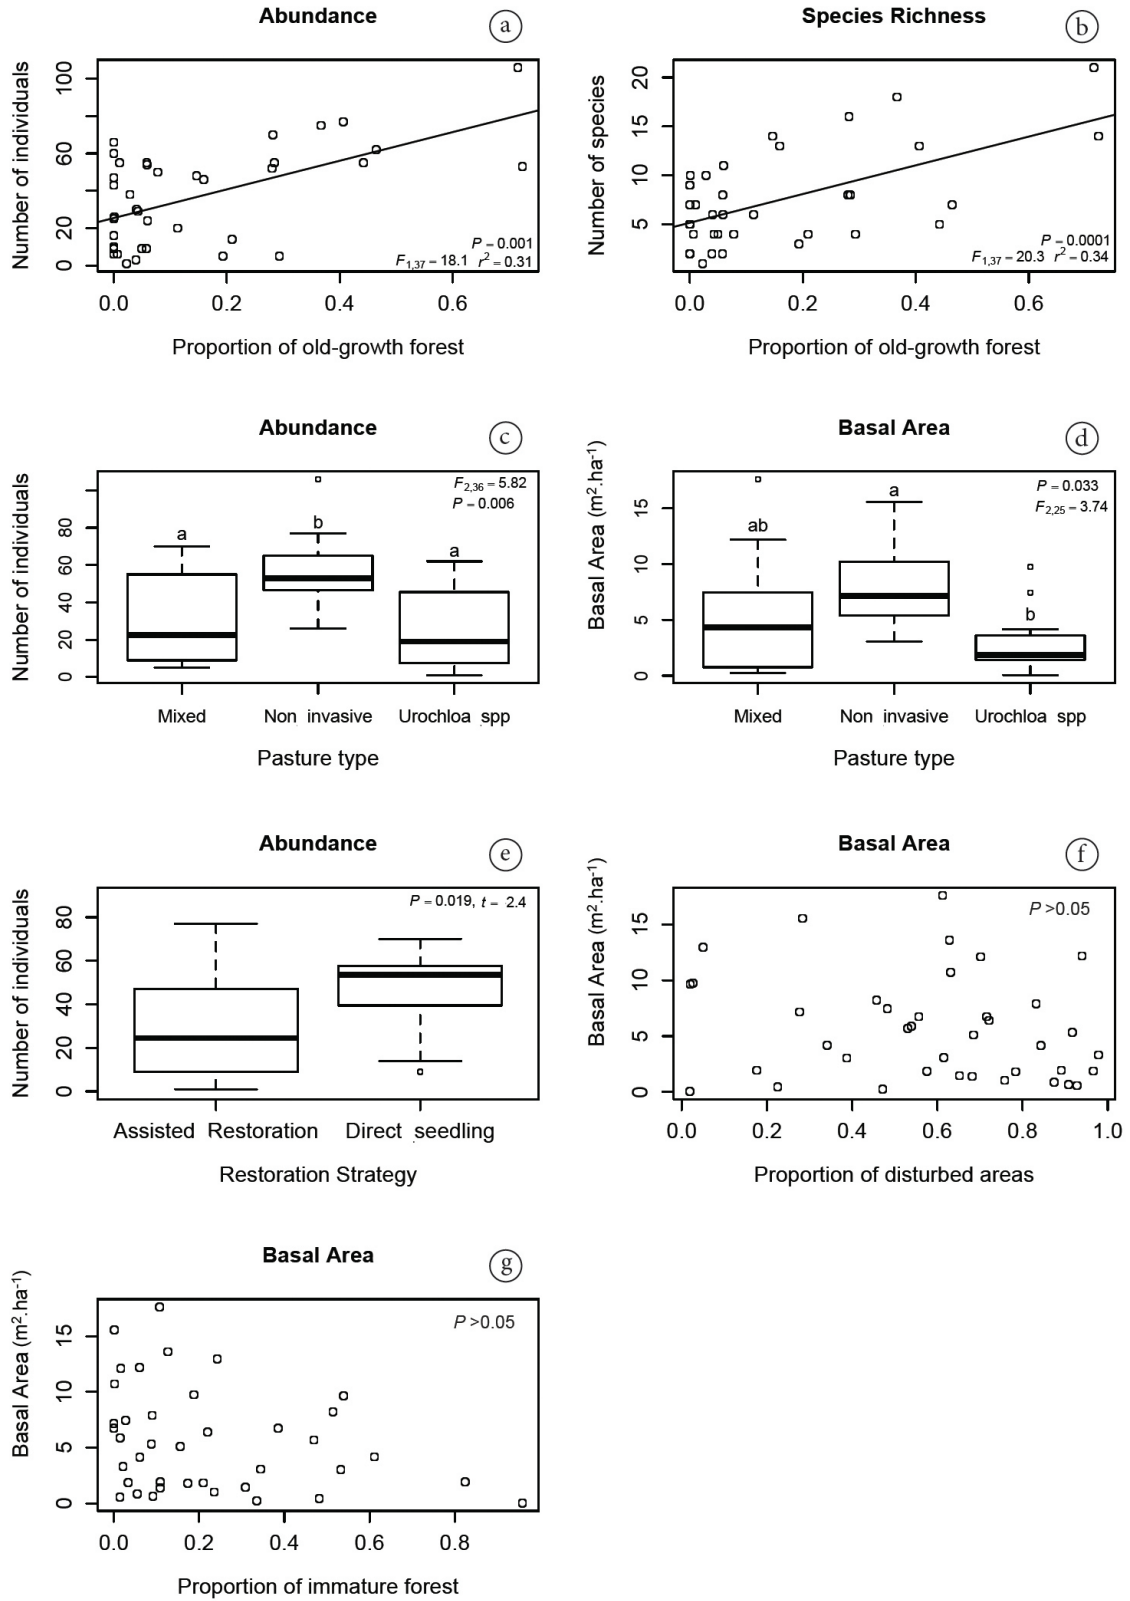 Abundance
a
Number of individuals
100
60
20
0
P = 0.001
F1,37 = 18.1 r2 = 0.31
0.0 0.2 0.4 0.6
Proportion of old-growth forest
Species Richness
b
Number of species
20
15
10
5
P = 0.0001
F1,37 = 20.3 r2 = 0.34
0.0 0.2 0.4 0.6
Proportion of old-growth forest
Abundance
c
Number of individuals
80
60
40
20
0
F2,36 = 5.82
P = 0.006
a
b
a
Mixed Non invasive Urochloa spp
Pasture type
Basal Area
d
Basal Area (m2.ha-1)
15
10
5
0
P = 0.033
F2,25 = 3.74
ab
a
b
Mixed Non invasive Urochloa spp
Pasture type
Abundance
e
Number of individuals
80
60
40
20
0
P = 0.019, t = 2.4
Assisted Restoration Direct seedling
Restoration Strategy
Basal Area
f
Basal Area (m2.ha-1)
15
10
5
0
P >0.05
0.0 0.2 0.4 0.6 0.8 1.0
Proportion of disturbed areas
Basal Area
g
Basal Area (m2.ha-1)
15
10
5
0
P >0.05
0.0 0.2 0.4 0.6 0.8
Proportion of immature forest